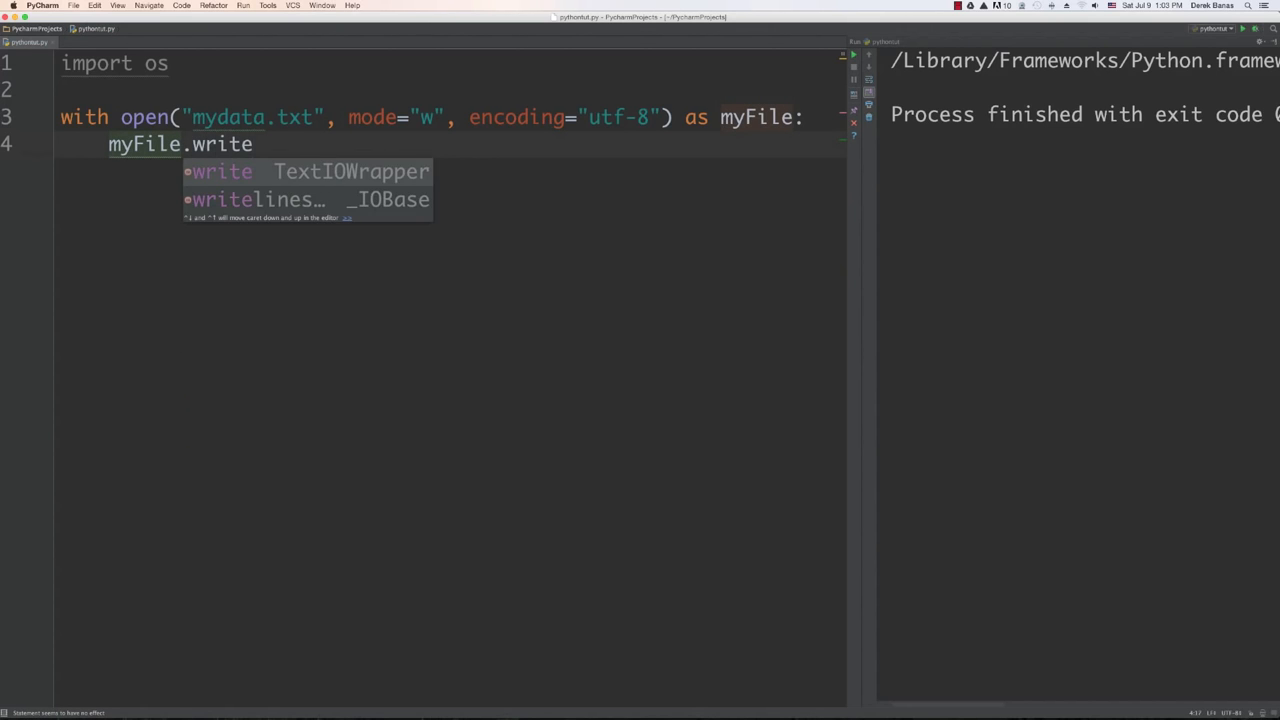 PyCharm File Edit View Navigate Code Refactor Run Tools VCS Window Help 10 Sat Jul 9 1:03 PM Derek Banas
pythontut.py - PycharmProjects - [~/PycharmProjects]
PycharmProjects pythontut.py pythontut
pythontut.py Run: pythontut
1 import os
/Library/Frameworks/Python.framew
2
3 with open("mydata.txt", mode="w", encoding="utf-8") as myFile:
Process finished with exit code 0
4 myFile.write
write TextIOWrapper
writelines… _IOBase
^↓ and ^↑ will move caret down and up in the editor >>
Statement seems to have no effect 4:17 LF÷ UTF-8÷